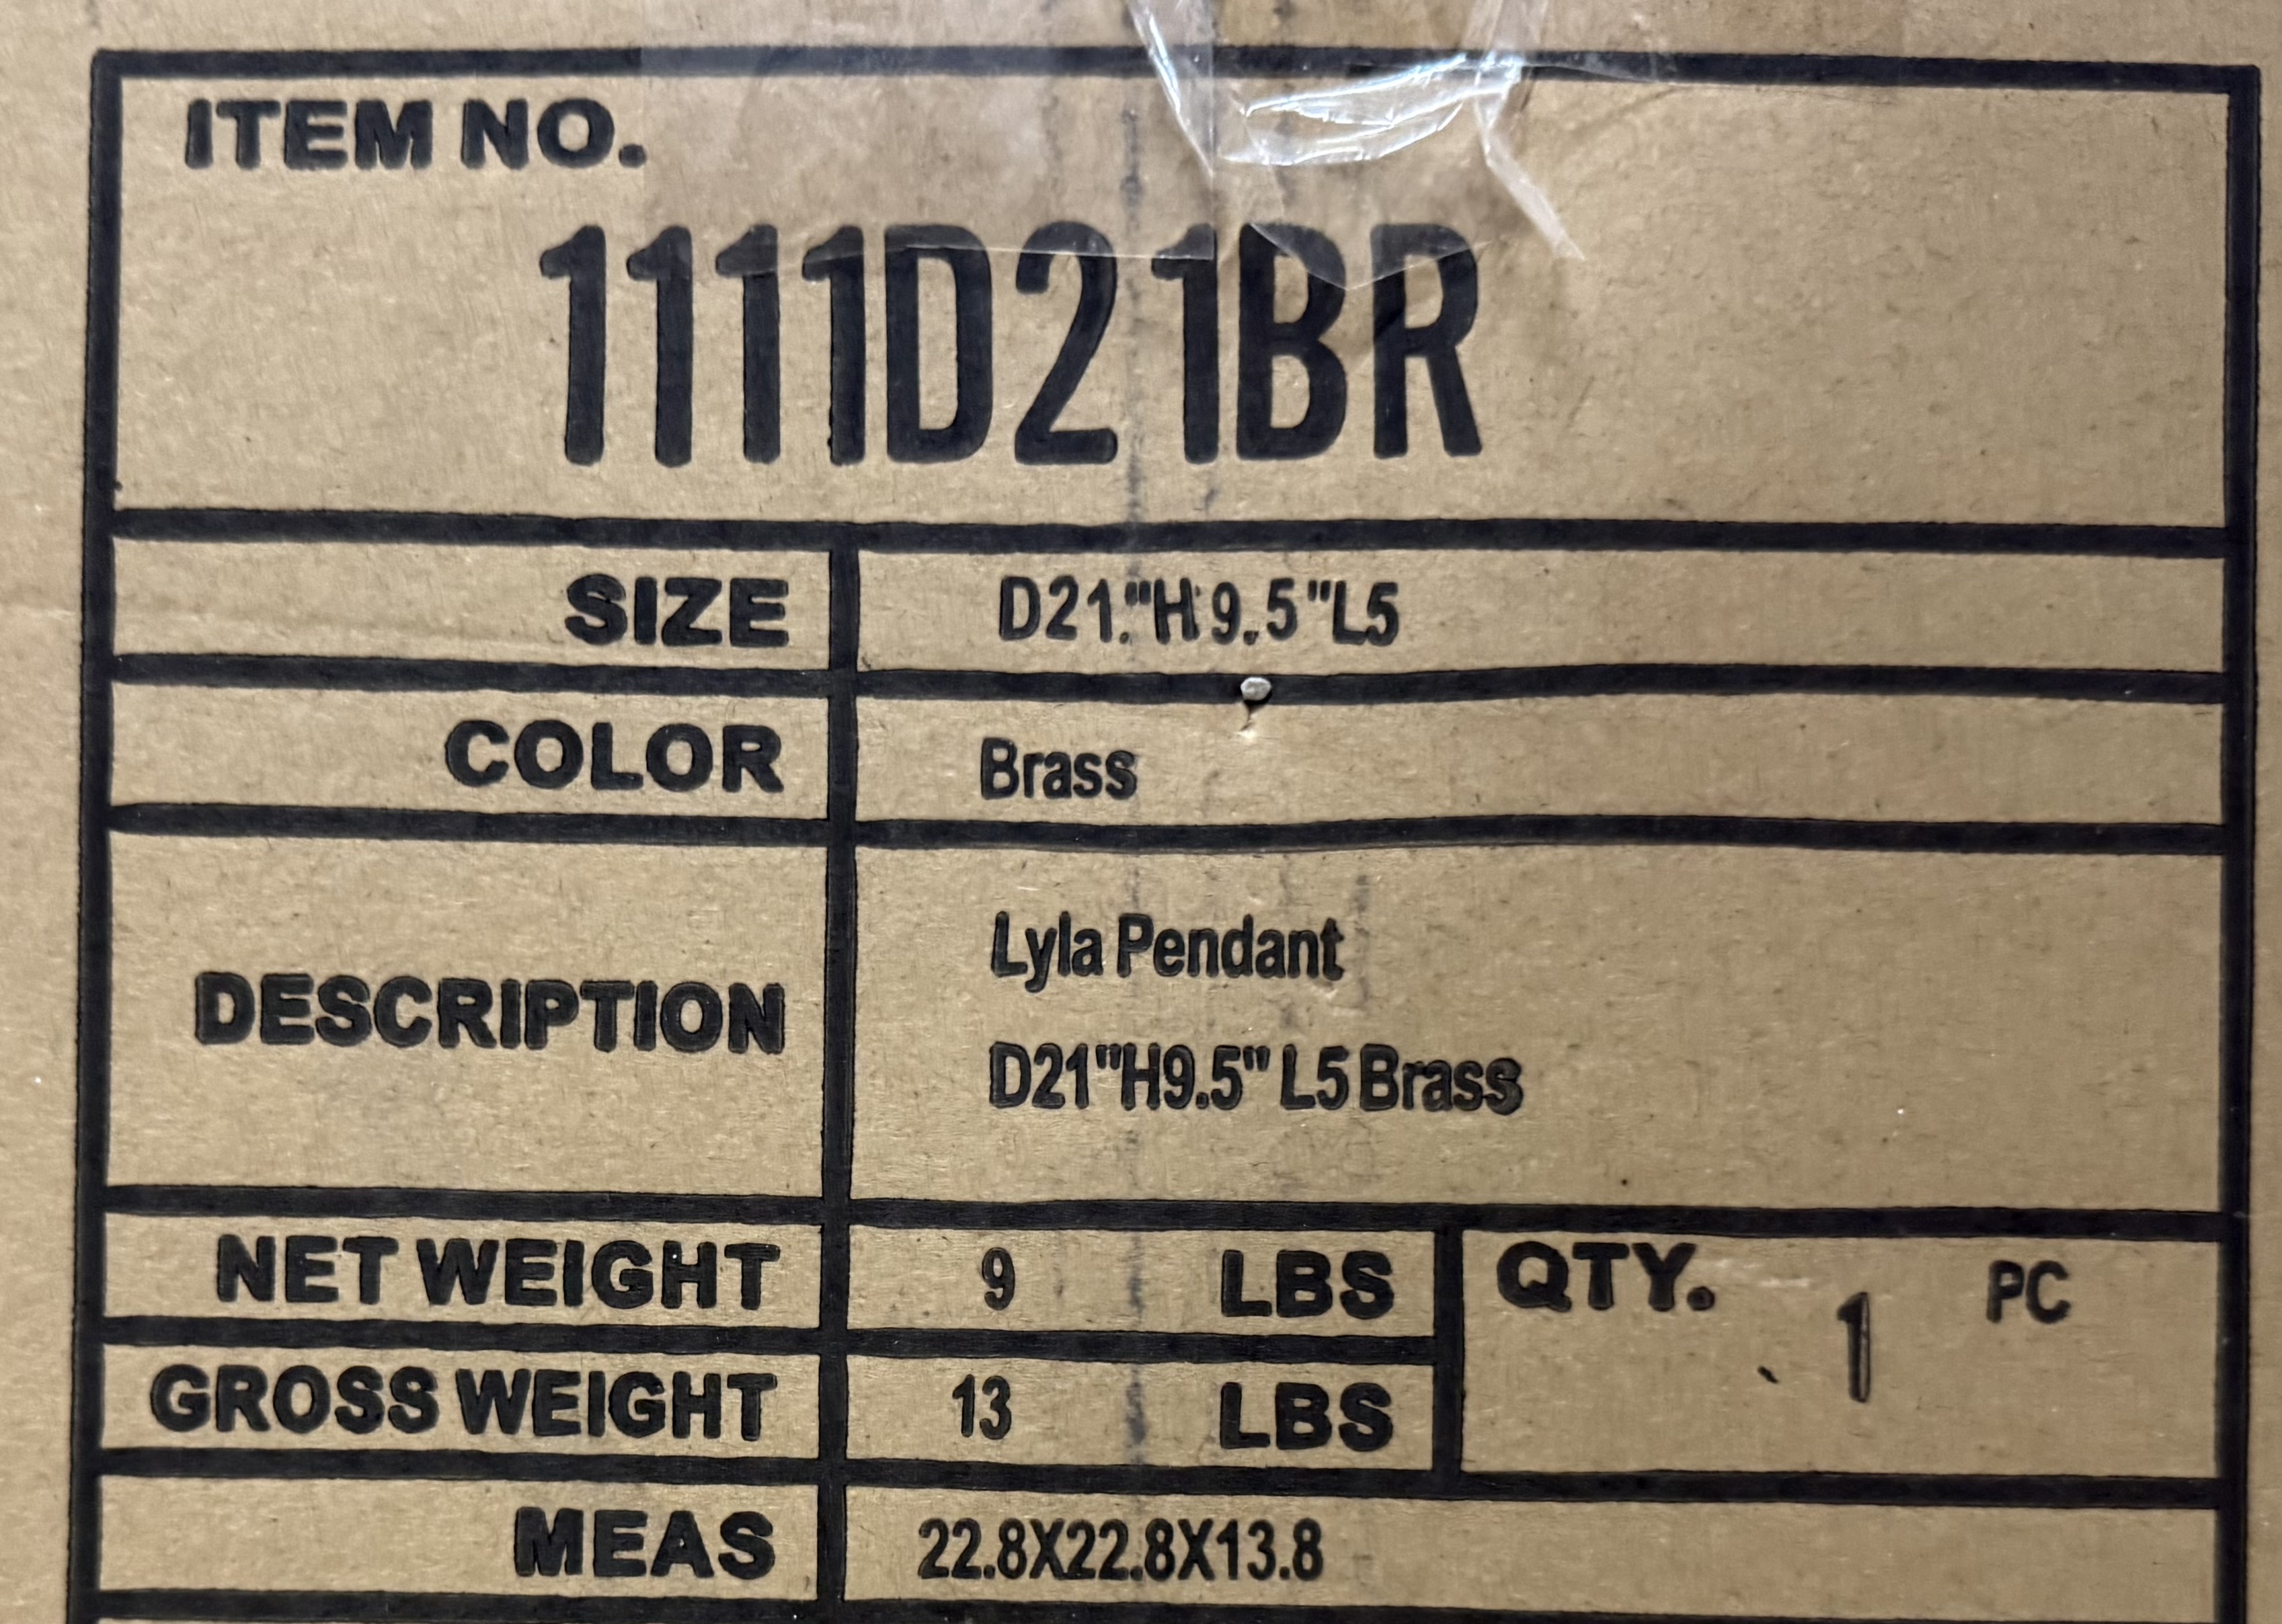 ITEM NO.
1111D21BR
SIZE D21."H 9.5"L5
COLOR Brass
DESCRIPTION
Lyla Pendant
D21"H9.5" L5 Brass
NET WEIGHT 9 LBS
QTY. 1 PC
GROSS WEIGHT 13 LBS
MEAS 22.8X22.8X13.8